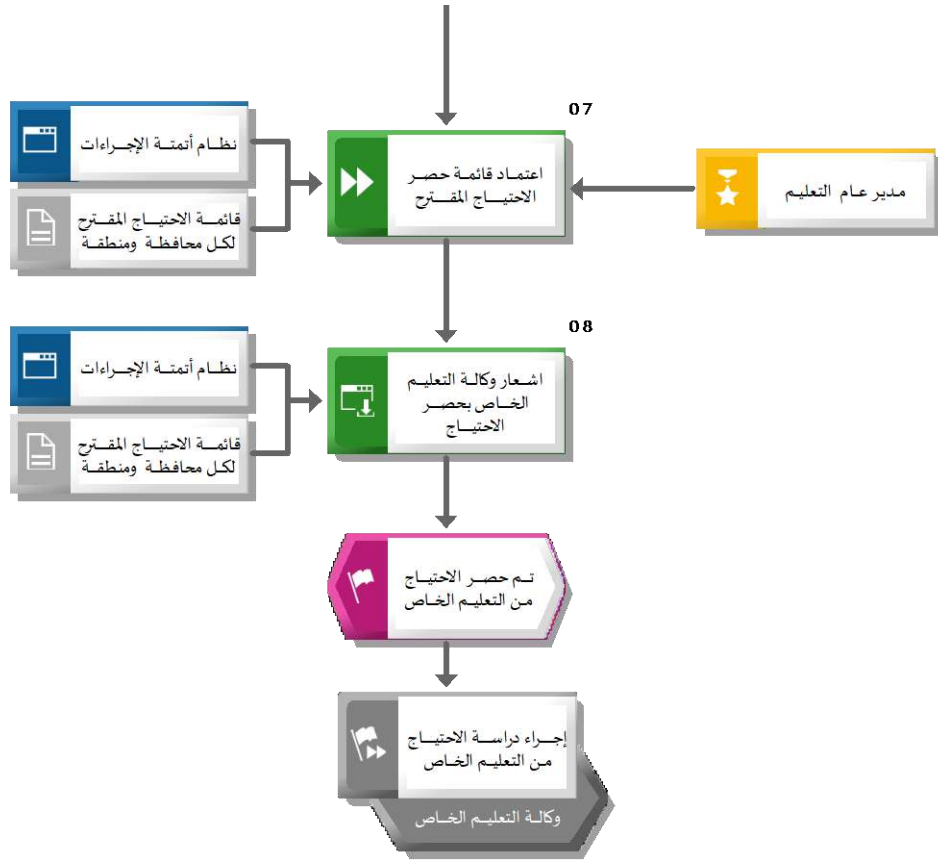 07
مدير عام التعليم
اعتماد قائمة حصر
الاحتياج المقترح
نظام أتمتة الإجراءات
قائمة الاحتياج المقترح
لكل محافظة ومنطقة
08
اشعار وكالة التعليم
الخاص بحصر
الاحتياج
نظام أتمتة الإجراءات
قائمة الاحتياج المقترح
لكل محافظة ومنطقة
تم حصر الاحتياج
من التعليم الخاص
إجراء دراسة الاحتياج
من التعليم الخاص
وكالة التعليم الخاص